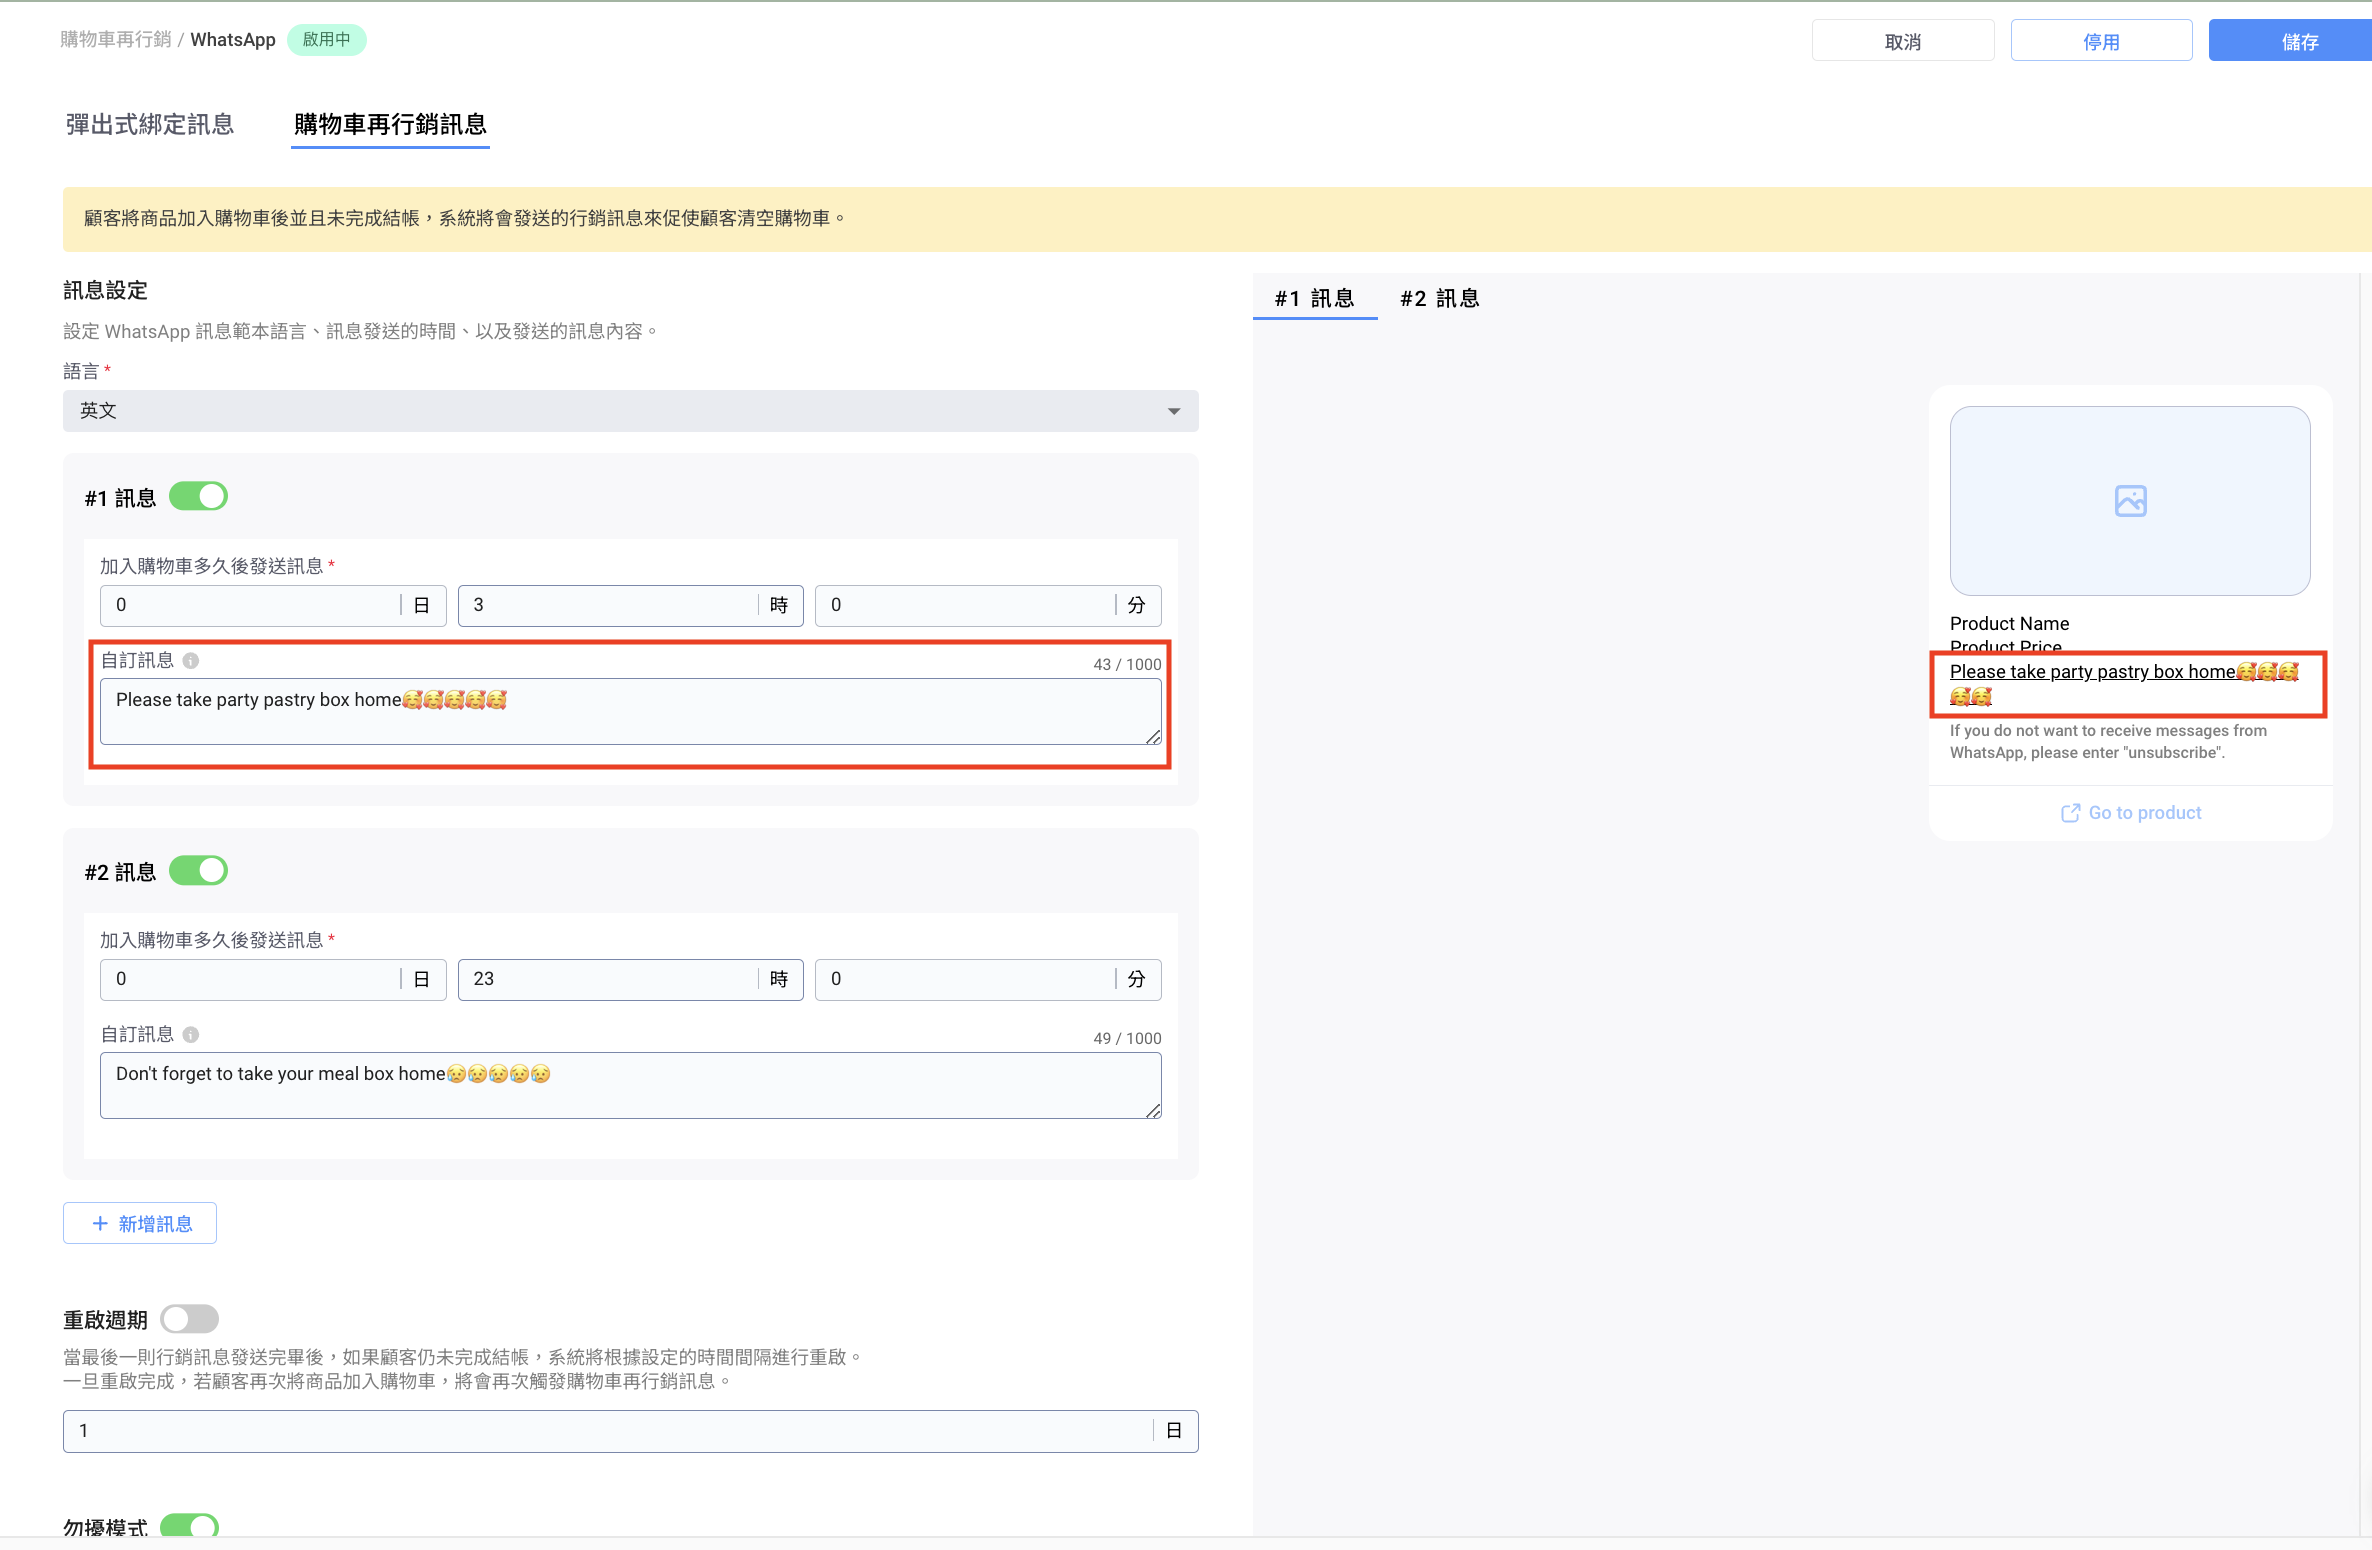 購物車再行銷 / WhatsApp 啟用中
取消 停用 儲存
彈出式綁定訊息 購物車再行銷訊息
顧客將商品加入購物車後並且未完成結帳，系統將會發送的行銷訊息來促使顧客清空購物車。
訊息設定
設定 WhatsApp 訊息範本語言、訊息發送的時間、以及發送的訊息內容。
語言 *
英文
#1 訊息
加入購物車多久後發送訊息 *
0 日 3 時 0 分
自訂訊息 43 / 1000
Please take party pastry box home🥰🥰🥰🥰🥰
#2 訊息
加入購物車多久後發送訊息 *
0 日 23 時 0 分
自訂訊息 49 / 1000
Don't forget to take your meal box home😥😥😥😥😥
+ 新增訊息
重啟週期
當最後一則行銷訊息發送完畢後，如果顧客仍未完成結帳，系統將根據設定的時間間隔進行重啟。
一旦重啟完成，若顧客再次將商品加入購物車，將會再次觸發購物車再行銷訊息。
1 日
勿擾模式
#1 訊息 #2 訊息
Product Name
Product Price
Please take party pastry box home🥰🥰🥰
🥰🥰
If you do not want to receive messages from
WhatsApp, please enter "unsubscribe".
Go to product